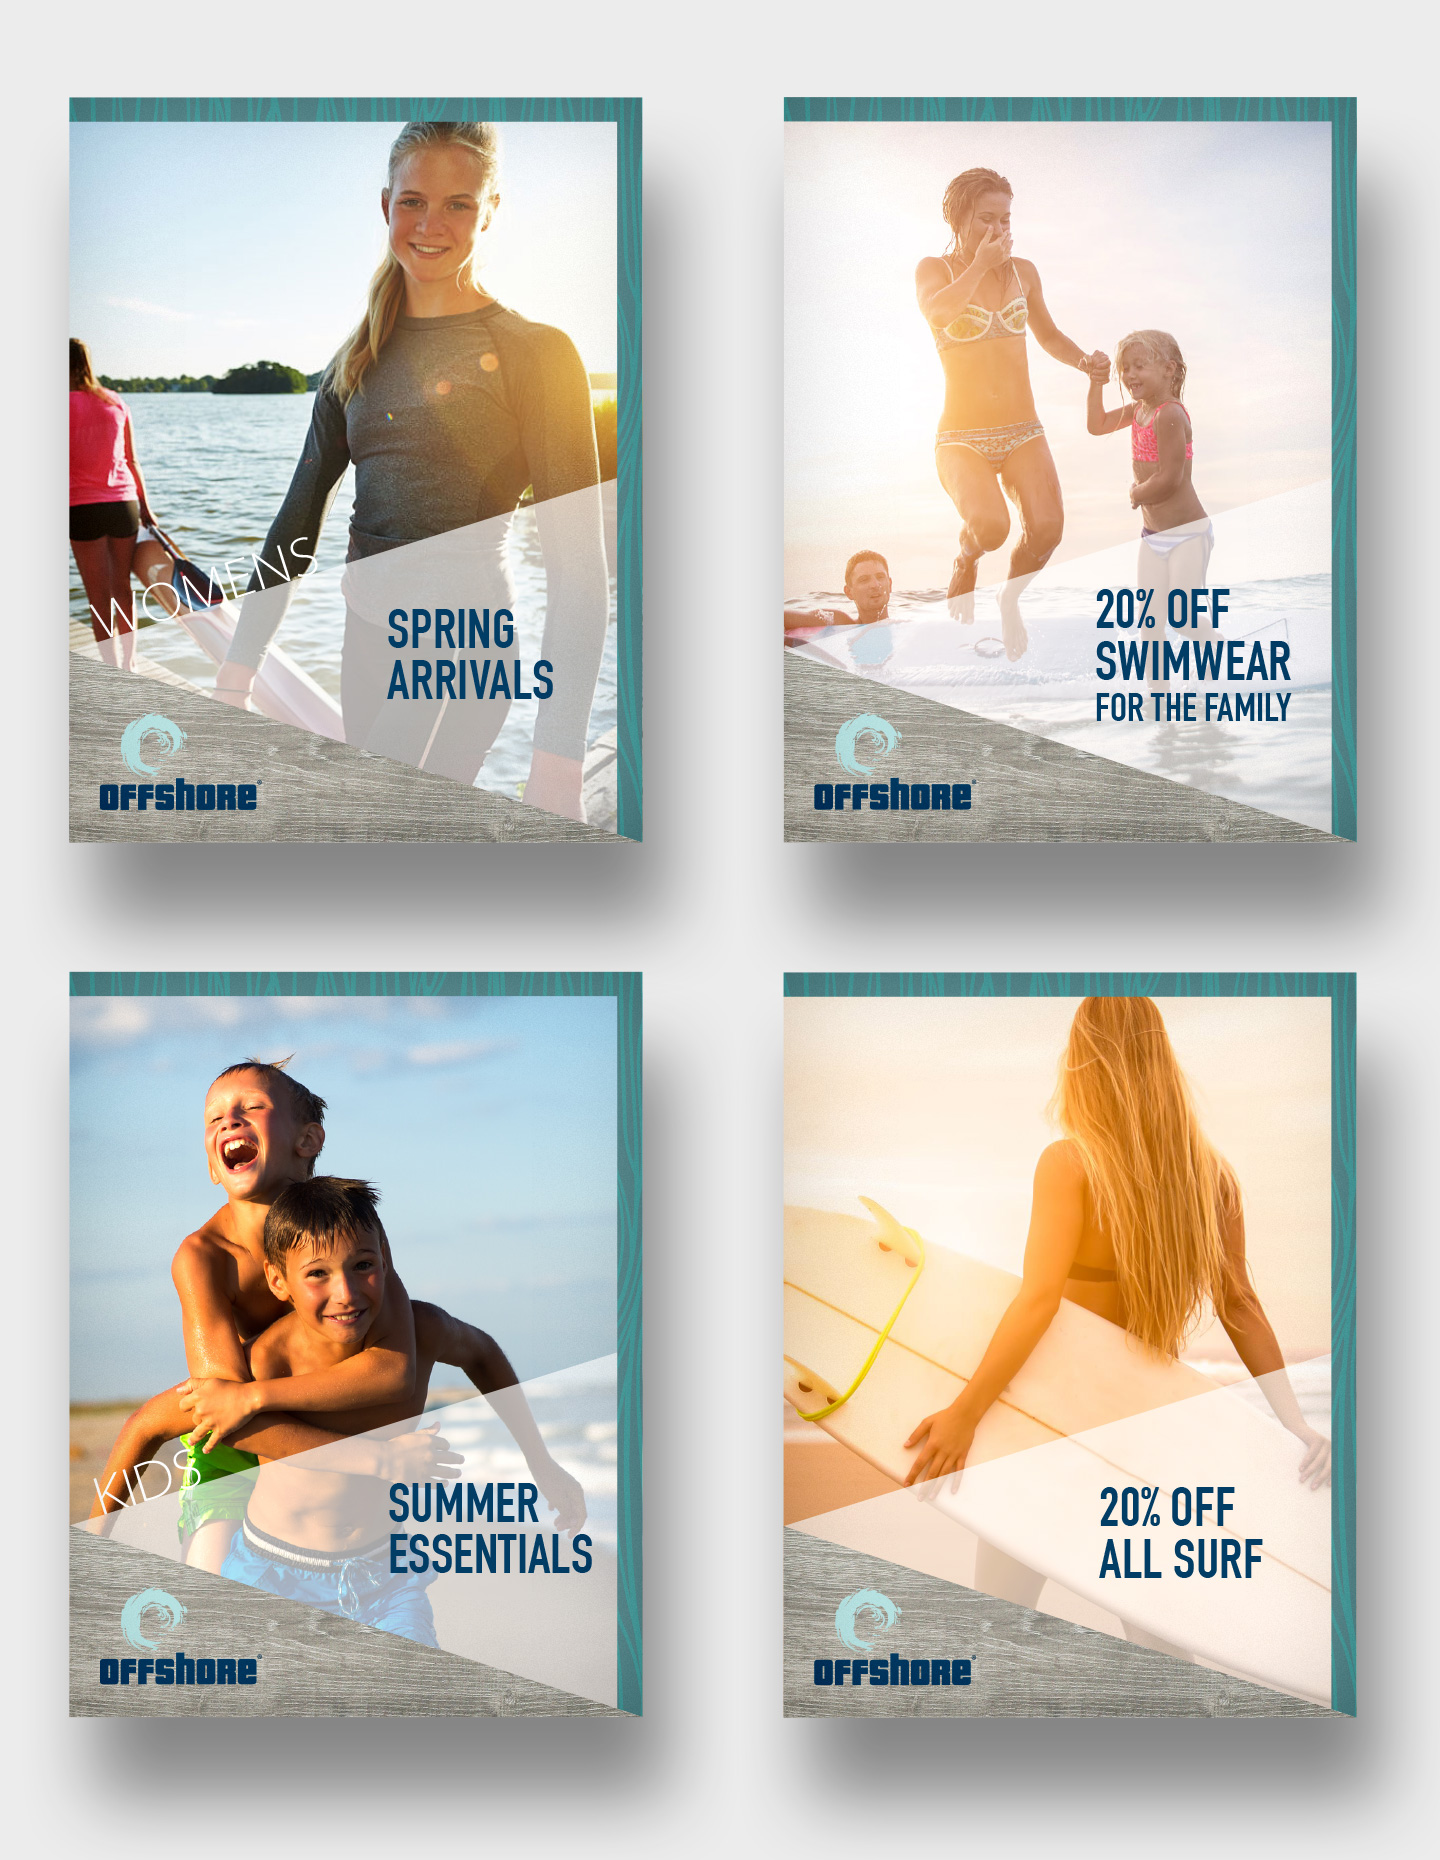 WOMENS
SPRING
ARRIVALS
OFFSHORE®
20% OFF
SWIMWEAR
FOR THE FAMILY
OFFSHORE®
KIDS
SUMMER
ESSENTIALS
OFFSHORE®
20% OFF
ALL SURF
OFFSHORE®